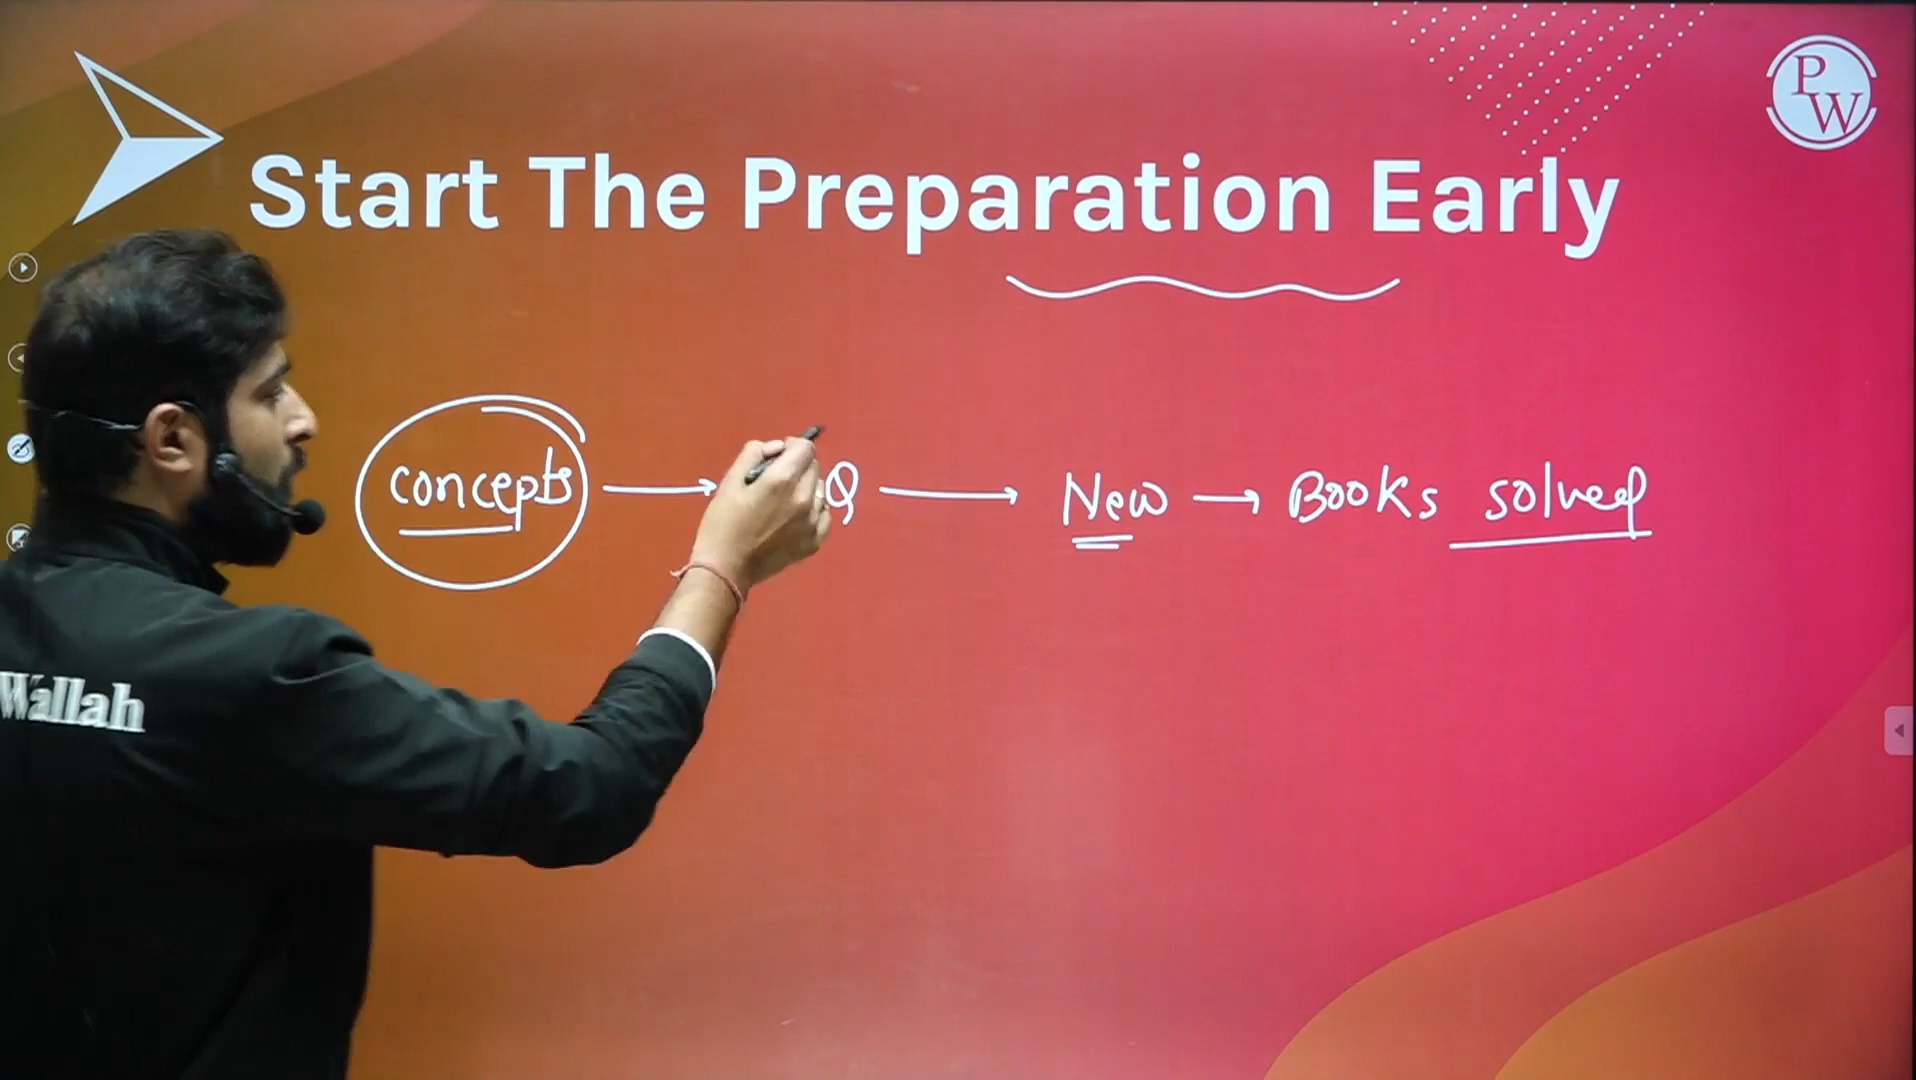 PW
Start The Preparation Early
concepts → Q → New → Books solved
Wallah